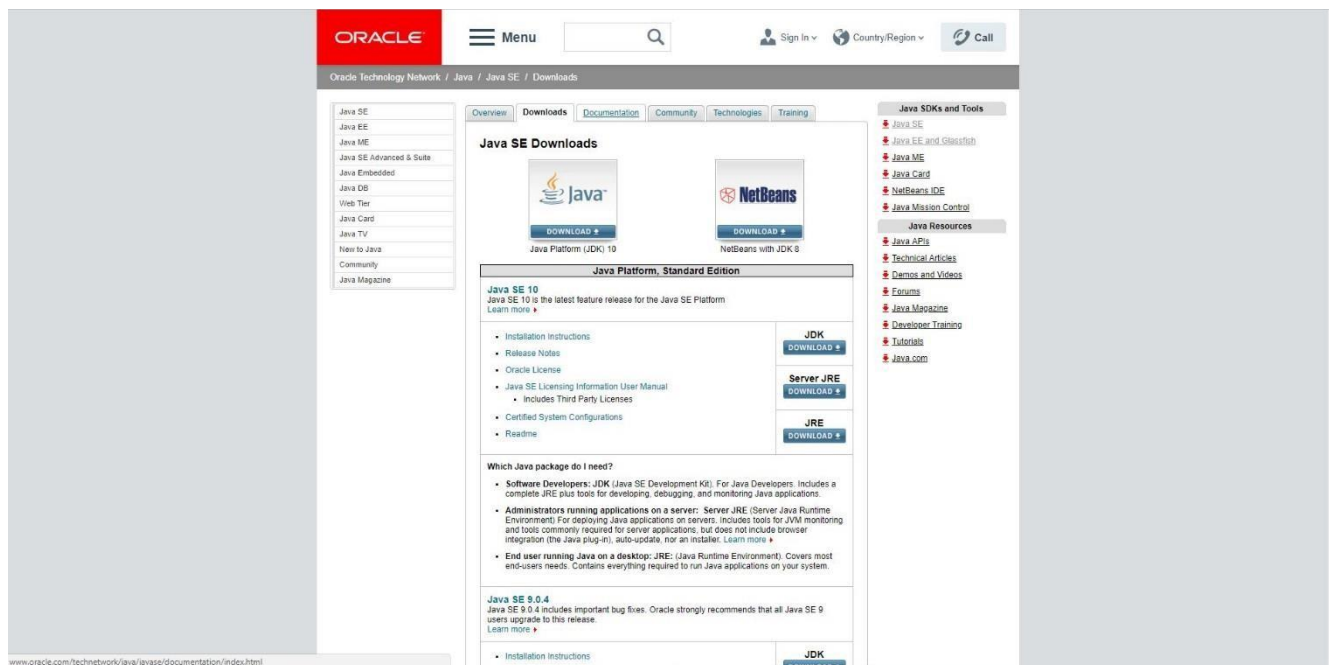 ORACLE
Menu
Sign In
Country/Region
Call
Oracle Technology Network / Java / Java SE / Downloads
Java SE
Java EE
Java ME
Java SE Advanced & Suite
Java Embedded
Java DB
Web Tier
Java Card
Java TV
New to Java
Community
Java Magazine
Overview
Downloads
Documentation
Community
Technologies
Training
Java SE Downloads
Java
DOWNLOAD
Java Platform (JDK) 10
NetBeans
DOWNLOAD
NetBeans with JDK 8
Java Platform, Standard Edition
Java SE 10
Java SE 10 is the latest feature release for the Java SE Platform
Learn more
Installation Instructions
Release Notes
Oracle License
Java SE Licensing Information User Manual
Includes Third Party Licenses
Certified System Configurations
Readme
JDK
DOWNLOAD
Server JRE
DOWNLOAD
JRE
DOWNLOAD
Which Java package do I need?
Software Developers: JDK (Java SE Development Kit). For Java Developers. Includes a
complete JRE plus tools for developing, debugging, and monitoring Java applications.
Administrators running applications on a server: Server JRE (Server Java Runtime
Environment) For deploying Java applications on servers. Includes tools for JVM monitoring
and tools commonly required for server applications, but does not include browser
integration (the Java plug-in), auto-update, nor an installer. Learn more
End user running Java on a desktop: JRE: (Java Runtime Environment). Covers most
end-users needs. Contains everything required to run Java applications on your system.
Java SE 9.0.4
Java SE 9.0.4 includes important bug fixes. Oracle strongly recommends that all Java SE 9
users upgrade to this release.
Learn more
Installation Instructions
JDK
Java SDKs and Tools
Java SE
Java EE and Glassfish
Java ME
Java Card
NetBeans IDE
Java Mission Control
Java Resources
Java APIs
Technical Articles
Demos and Videos
Forums
Java Magazine
Developer Training
Tutorials
Java.com
www.oracle.com/technetwork/java/javase/documentation/index.html